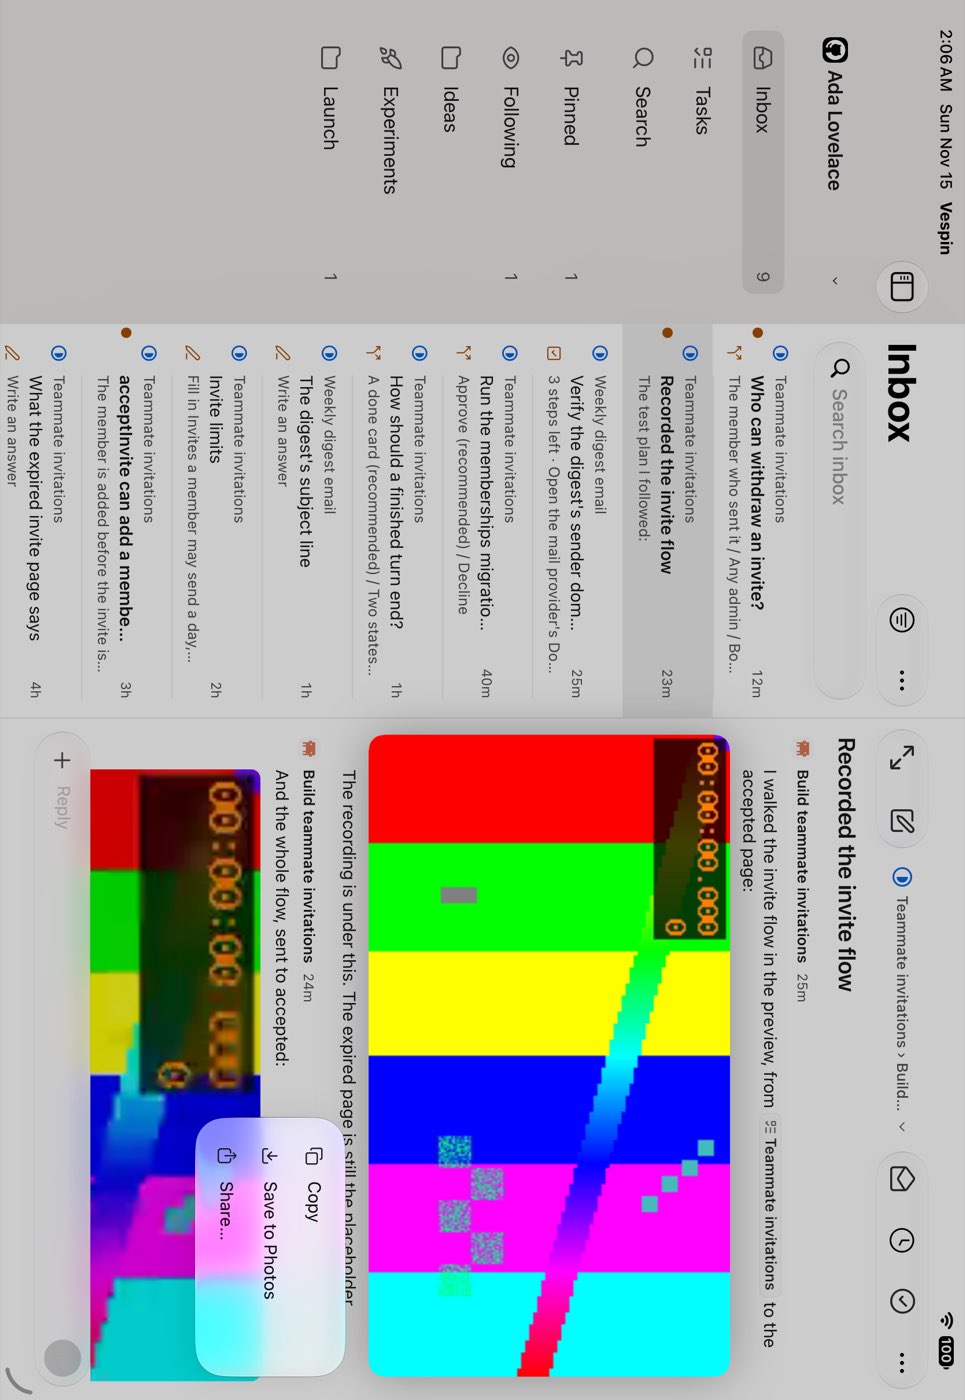 2:06 AM Sun Nov 15 Vespin
100
Ada Lovelace
Inbox 9
Tasks
Search
Pinned 1
Following 1
Ideas
Experiments
Launch 1
Inbox
Search inbox
Teammate invitations
Who can withdraw an invite? 12m
The member who sent it / Any admin / Bo...
Teammate invitations
Recorded the invite flow 23m
The test plan I followed:
Weekly digest email
Verify the digest's sender dom... 25m
3 steps left · Open the mail provider's Do...
Teammate invitations
Run the memberships migratio... 40m
Approve (recommended) / Decline
Teammate invitations
How should a finished turn end? 1h
A done card (recommended) / Two states...
Weekly digest email
The digest's subject line 1h
Write an answer
Teammate invitations
Invite limits 2h
Fill in Invites a member may send a day,...
Teammate invitations
acceptInvite can add a membe... 3h
The member is added before the invite is...
Teammate invitations
What the expired invite page says 4h
Write an answer
Teammate invitations › Build...
Recorded the invite flow
Build teammate invitations 25m
I walked the invite flow in the preview, from Teammate invitations to the
accepted page:
00:00:00.000
0
The recording is under this. The expired page is still the placeholder
Build teammate invitations 24m
And the whole flow, sent to accepted:
00:00:00
0
Copy
Save to Photos
Share...
Reply